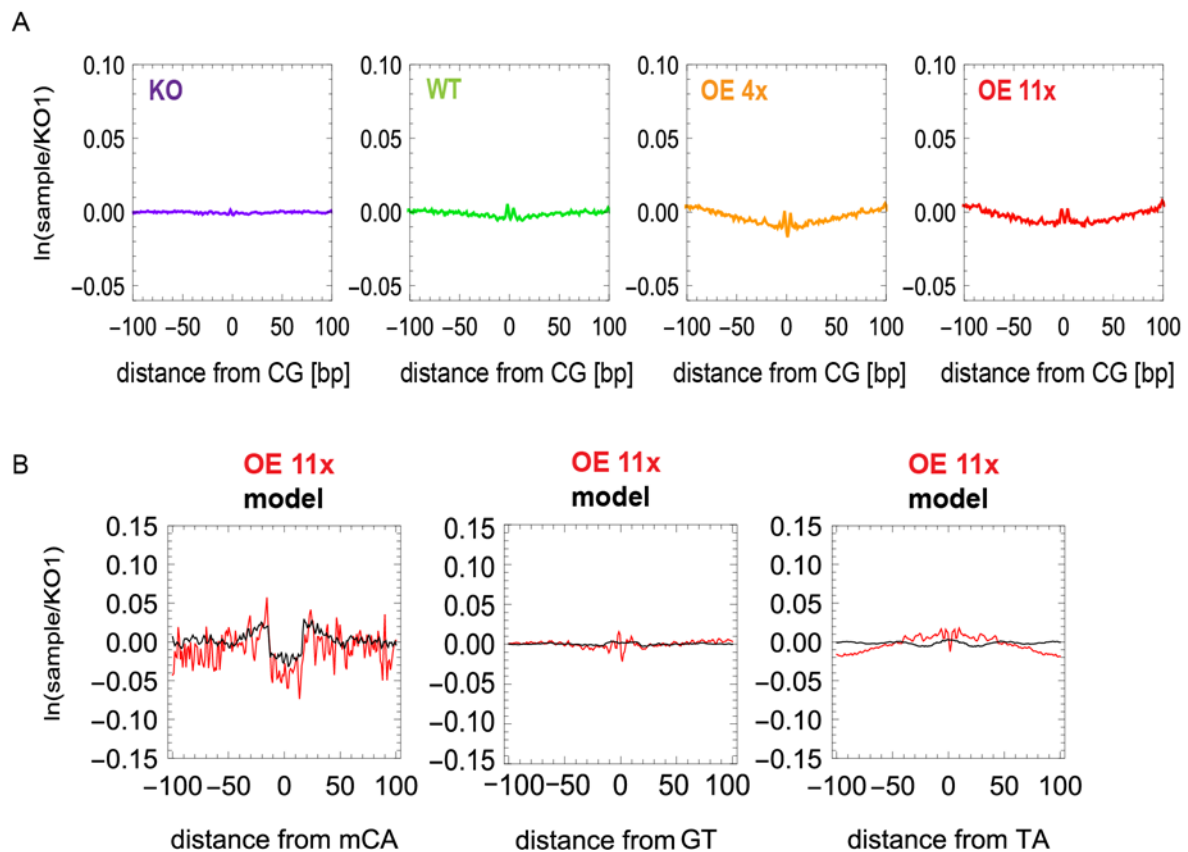 A
KO WT OE 4x OE 11x
ln(sample/KO1)
0.10 0.10 0.10 0.10
0.05 0.05 0.05 0.05
0.00 0.00 0.00 0.00
−0.05 −0.05 −0.05 −0.05
−100 −50 0 50 100 −100 −50 0 50 100 −100 −50 0 50 100 −100 −50 0 50 100
distance from CG [bp] distance from CG [bp] distance from CG [bp] distance from CG [bp]
B
OE 11x OE 11x OE 11x
model model model
ln(sample/KO1)
0.15 0.15 0.15
0.10 0.10 0.10
0.05 0.05 0.05
0.00 0.00 0.00
−0.05 −0.05 −0.05
−0.10 −0.10 −0.10
−0.15 −0.15 −0.15
−100 −50 0 50 100 −100 −50 0 50 100 −100 −50 0 50 100
distance from mCA distance from GT distance from TA